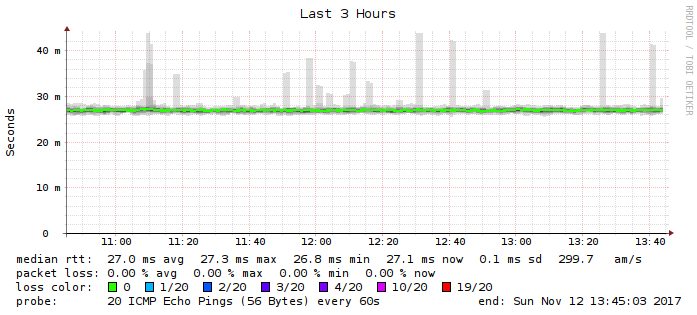 Last 3 Hours
RRDTOOL / TOBI OETIKER
Seconds
40 m
30 m
20 m
10 m
0
11:00 11:20 11:40 12:00 12:20 12:40 13:00 13:20 13:40
median rtt: 27.0 ms avg 27.3 ms max 26.8 ms min 27.1 ms now 0.1 ms sd 299.7 am/s
packet loss: 0.00 % avg 0.00 % max 0.00 % min 0.00 % now
loss color: 0 1/20 2/20 3/20 4/20 10/20 19/20
probe: 20 ICMP Echo Pings (56 Bytes) every 60s end: Sun Nov 12 13:45:03 2017